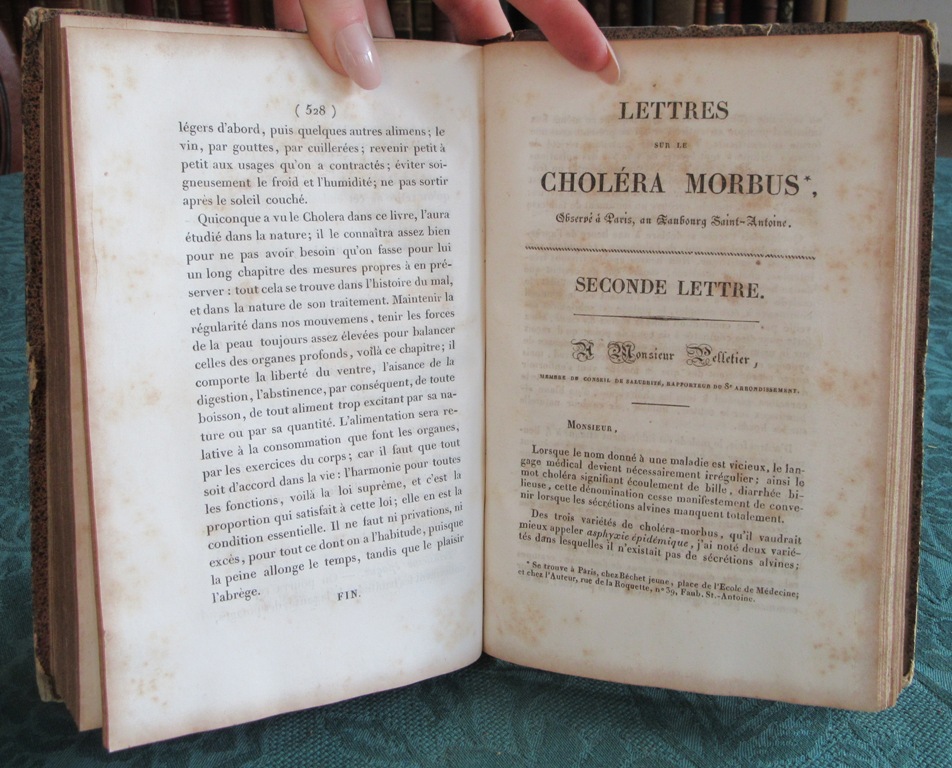 ( 528 )
légers d'abord, puis quelques autres alimens; le
vin, par gouttes, par cuillerées; revenir petit à
petit aux usages qu'on a contractés; éviter soi-
gneusement le froid et l'humidité; ne pas sortir
après le soleil couché.
Quiconque a vu le Cholera dans ce livre, l'aura
étudié dans la nature; il le connaîtra assez bien
pour ne pas avoir besoin qu'on fasse pour lui
un long chapitre des mesures propres à en pré-
server : tout cela se trouve dans l'histoire du mal,
et dans la nature de son traitement. Maintenir la
régularité dans nos mouvemens, tenir les forces
de la peau toujours assez élevées pour balancer
celles des organes profonds, voilà ce chapitre; il
comporte la liberté du ventre, l'aisance de la
digestion, l'abstinence, par conséquent, de toute
boisson, de tout aliment trop excitant par sa na-
ture ou par sa quantité. L'alimentation sera re-
lative à la consommation que font les organes,
par les exercices du corps; car il faut que tout
soit d'accord dans la vie : l'harmonie pour toutes
les fonctions, voilà la loi suprême, et c'est la
proportion qui satisfait à cette loi; elle en est la
condition essentielle. Il ne faut ni privations, ni
excès, pour tout ce dont on a l'habitude, puisque
la peine allonge le temps, tandis que le plaisir
l'abrège.
FIN.
LETTRES
SUR LE
CHOLÉRA MORBUS*,
Observé à Paris, au Faubourg Saint-Antoine.
SECONDE LETTRE.
A Monsieur Pelletier,
MEMBRE DU CONSEIL DE SALUBRITÉ, RAPPORTEUR DU 8e ARRONDISSEMENT.
MONSIEUR,
Lorsque le nom donné à une maladie est vicieux, le lan-
gage médical devient nécessairement irrégulier; ainsi le
mot choléra signifiant écoulement de bille, diarrhée bi-
lieuse, cette dénomination cesse manifestement de conve-
nir lorsque les sécrétions alvines manquent totalement.
Des trois variétés de choléra-morbus, qu'il vaudrait
mieux appeler asphyxie épidémique, j'ai noté deux varié-
tés dans lesquelles il n'existait pas de sécrétions alvines;
* Se trouve à Paris, chez Béchet jeune, place de l'Ecole de Médecine;
et chez l'Auteur, rue de la Roquette, n° 39, Faub. St.-Antoine.